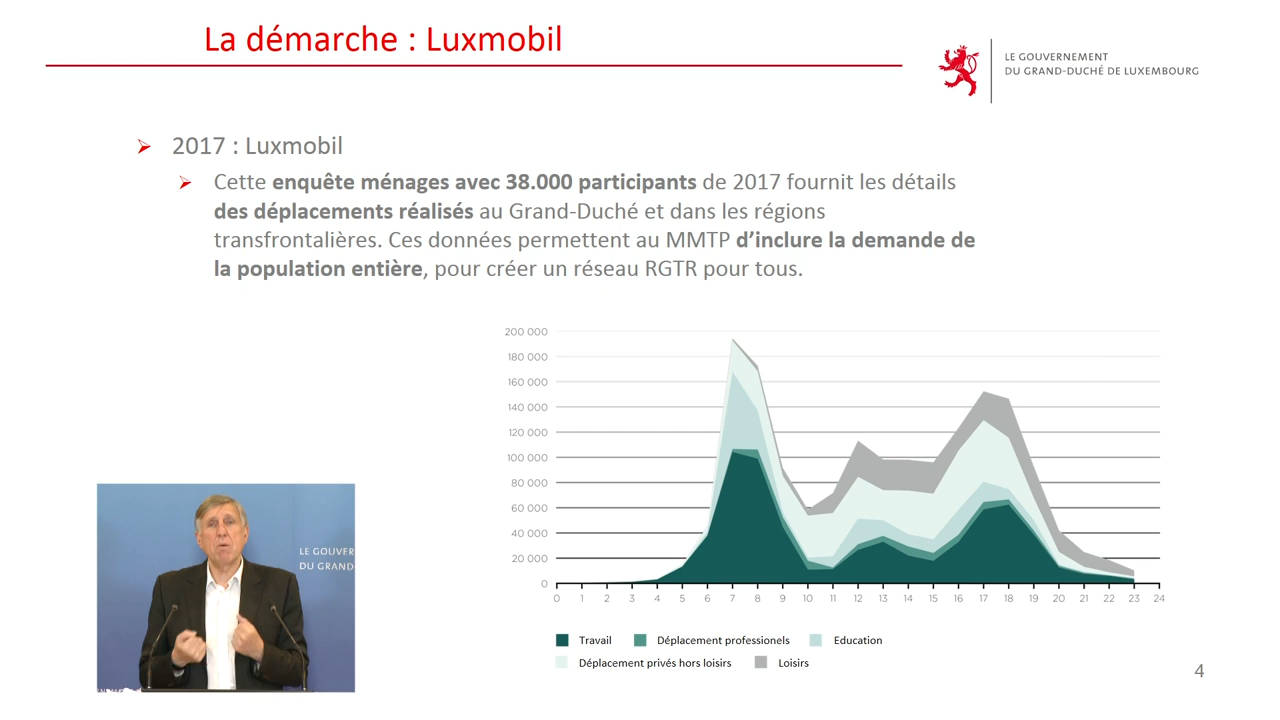 La démarche : Luxmobil
LE GOUVERNEMENT
DU GRAND-DUCHÉ DE LUXEMBOURG
2017 : Luxmobil
Cette enquête ménages avec 38.000 participants de 2017 fournit les détails
des déplacements réalisés au Grand-Duché et dans les régions
transfrontalières. Ces données permettent au MMTP d’inclure la demande de
la population entière, pour créer un réseau RGTR pour tous.
200 000
180 000
160 000
140 000
120 000
100 000
80 000
60 000
40 000
20 000
0
0 1 2 3 4 5 6 7 8 9 10 11 12 13 14 15 16 17 18 19 20 21 22 23 24
Travail Déplacement professionels Education
Déplacement privés hors loisirs Loisirs
LE GOUVER
DU GRAND
4